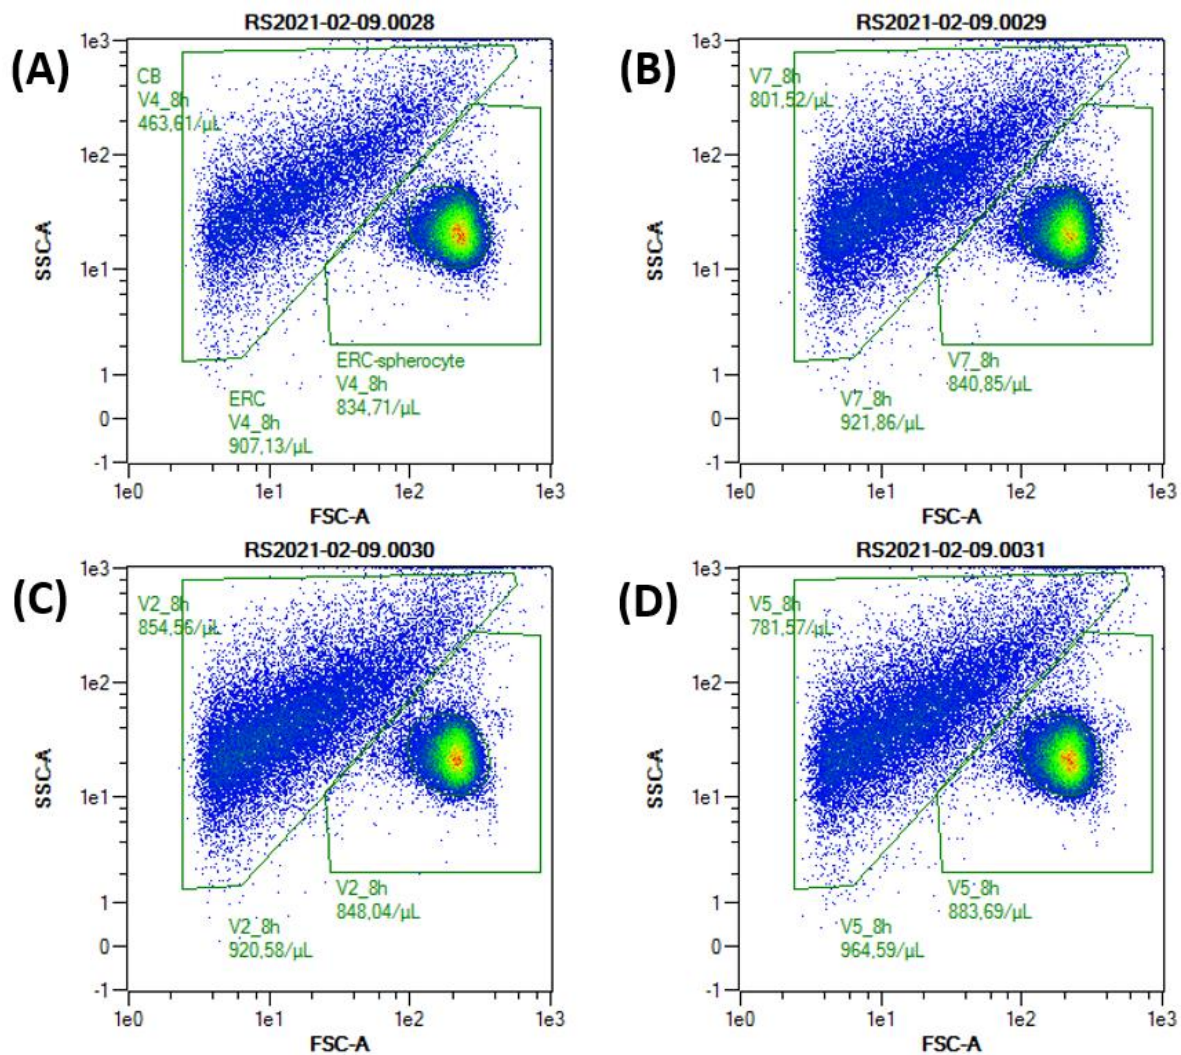 RS2021-02-09.0028
(A)
1e3
CB
V4_8h
463,61/µL
1e2
SSC-A
1e1
ERC-spherocyte
V4_8h
834,71/µL
1
ERC
V4_8h
907,13/µL
0
-1
1e0 1e1 1e2 1e3
FSC-A
RS2021-02-09.0029
(B)
1e3
V7_8h
801,52/µL
1e2
SSC-A
1e1
V7_8h
840,85/µL
1
V7_8h
921,86/µL
0
-1
1e0 1e1 1e2 1e3
FSC-A
RS2021-02-09.0030
(C)
1e3
V2_8h
854,56/µL
1e2
SSC-A
1e1
V2_8h
848,04/µL
1
V2_8h
920,58/µL
0
-1
1e0 1e1 1e2 1e3
FSC-A
RS2021-02-09.0031
(D)
1e3
V5_8h
781,57/µL
1e2
SSC-A
1e1
V5_8h
883,69/µL
1
V5_8h
964,59/µL
0
-1
1e0 1e1 1e2 1e3
FSC-A